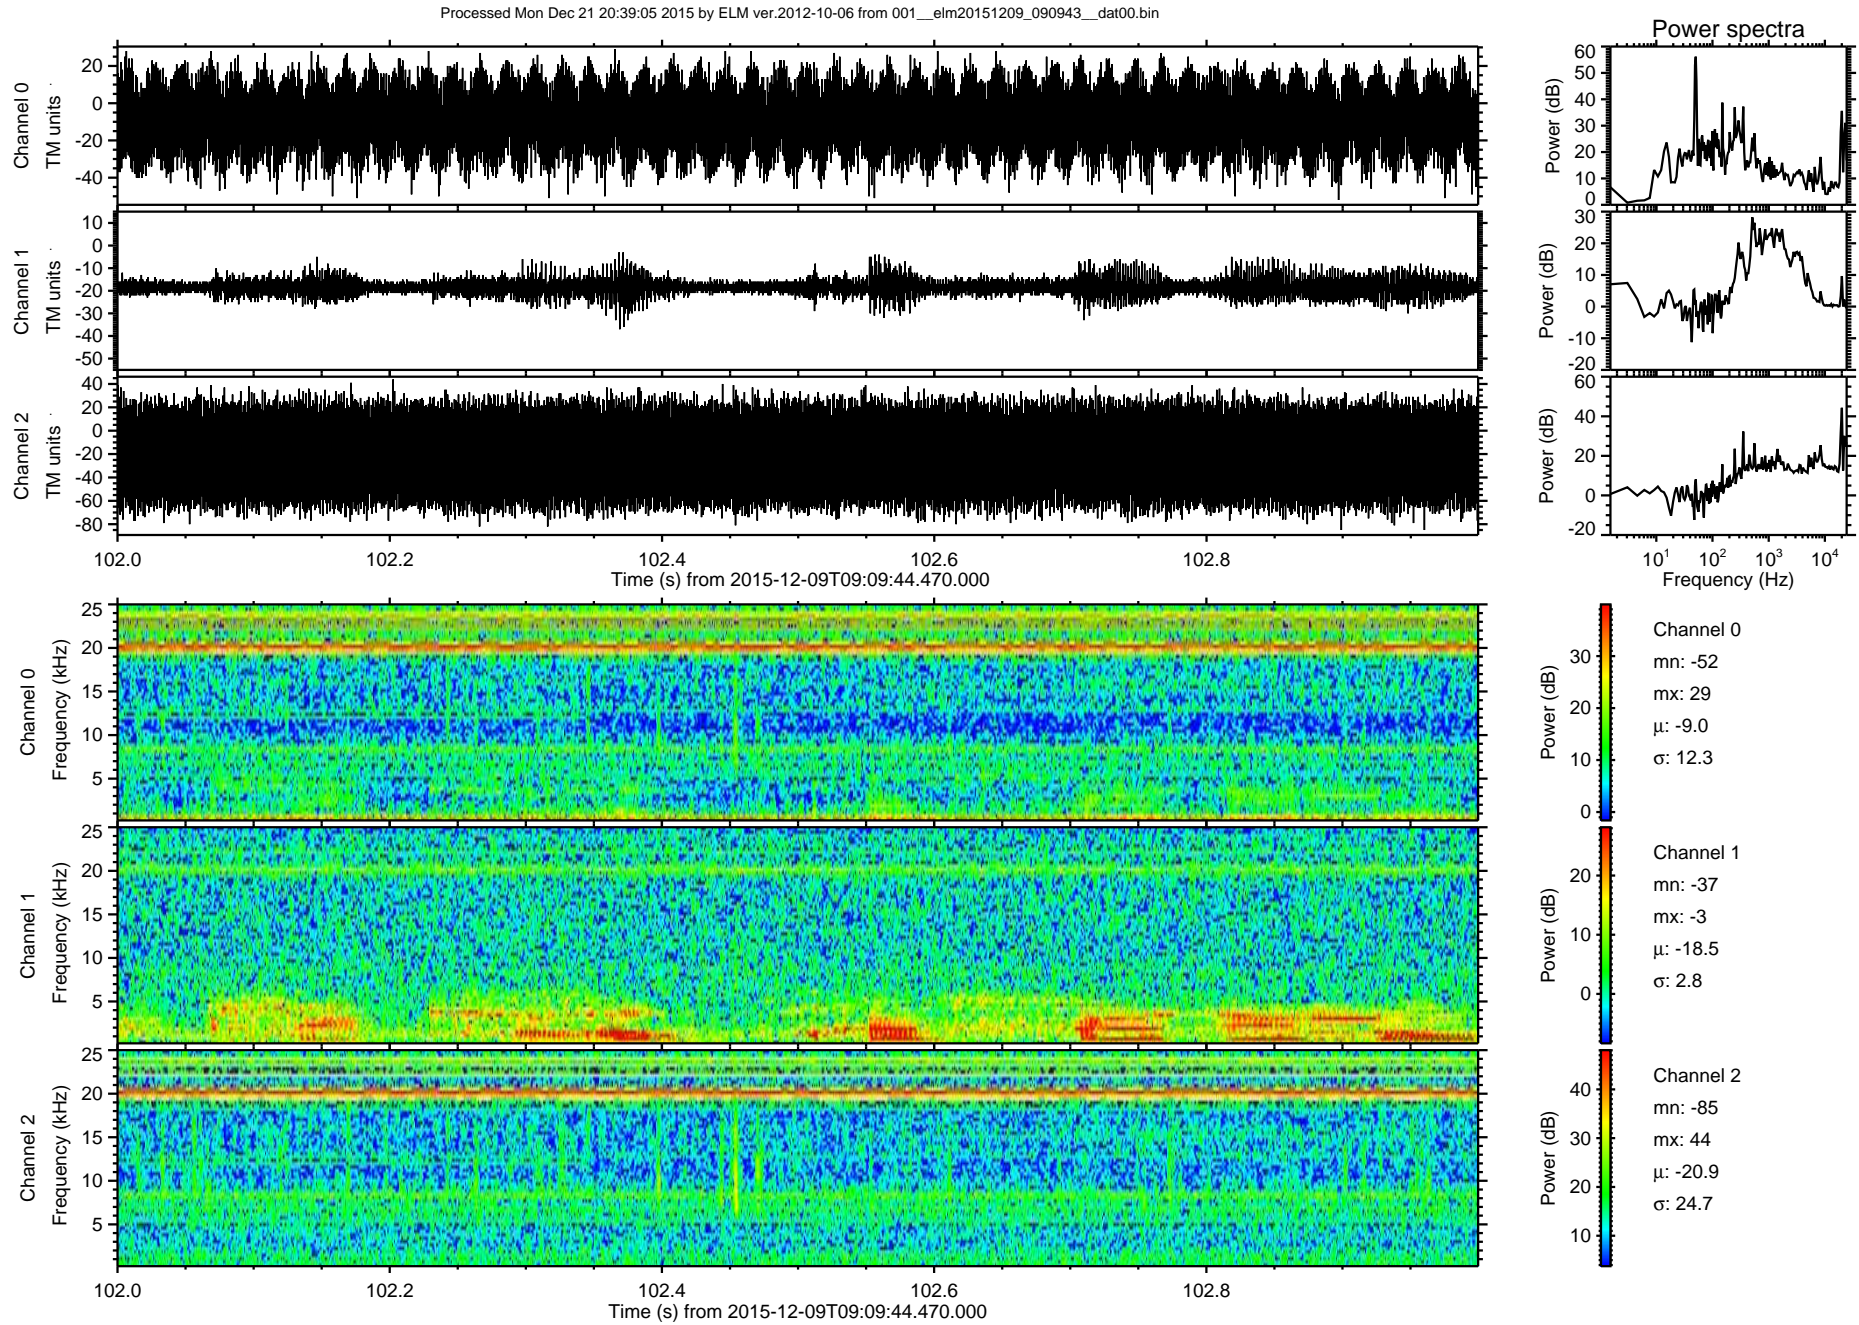 Processed Mon Dec 21 20:39:05 2015 by ELM ver.2012-10-06 from 001__elm20151209_090943__dat00.bin
Power spectra
Channel 0
TM units
20
0
-20
-40
Power (dB)
60
50
40
30
20
10
0
Channel 1
TM units
10
0
-10
-20
-30
-40
-50
Power (dB)
30
20
10
0
-10
-20
Channel 2
TM units
40
20
0
-20
-40
-60
-80
Power (dB)
60
40
20
0
-20
102.0 102.2 102.4 102.6 102.8
Time (s) from 2015-12-09T09:09:44.470.000
10¹ 10² 10³ 10⁴
Frequency (Hz)
Channel 0
Frequency (kHz)
25
20
15
10
5
Power (dB)
30
20
10
0
Channel 0
mn: -52
mx: 29
μ: -9.0
σ: 12.3
Channel 1
Frequency (kHz)
25
20
15
10
5
Power (dB)
20
10
0
Channel 1
mn: -37
mx: -3
μ: -18.5
σ: 2.8
Channel 2
Frequency (kHz)
25
20
15
10
5
Power (dB)
40
30
20
10
Channel 2
mn: -85
mx: 44
μ: -20.9
σ: 24.7
102.0 102.2 102.4 102.6 102.8
Time (s) from 2015-12-09T09:09:44.470.000